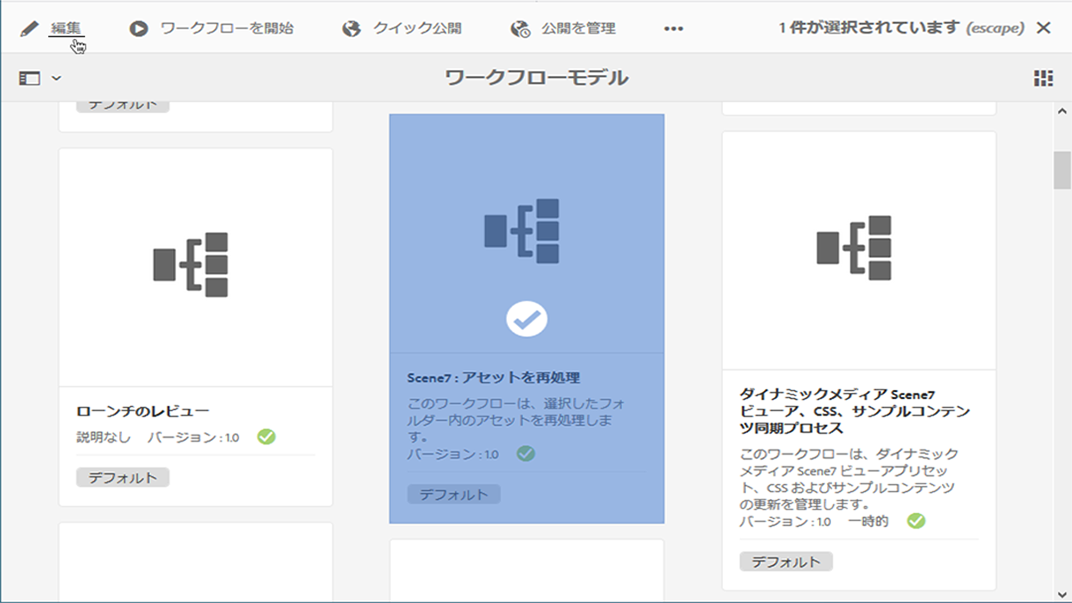 編集 ワークフローを開始 クイック公開 公開を管理 ••• 1 件が選択されています (escape)
ワークフローモデル
デフォルト
ローンチのレビュー
説明なし バージョン : 1.0
デフォルト
Scene7 : アセットを再処理
このワークフローは、選択したフォ
ルダー内のアセットを再処理しま
す。
バージョン : 1.0
デフォルト
ダイナミックメディア Scene7
ビューア、CSS、サンプルコンテン
ツ同期プロセス
このワークフローは、ダイナミック
メディア Scene7 ビューアプリセッ
ト、CSS およびサンプルコンテンツ
の更新を管理します。
バージョン : 1.0 一時的
デフォルト